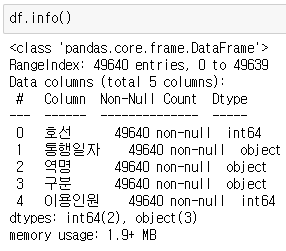 df.info()
<class 'pandas.core.frame.DataFrame'>
RangeIndex: 49640 entries, 0 to 49639
Data columns (total 5 columns):
 #   Column  Non-Null Count  Dtype
---  ------  --------------  -----
 0   호선      49640 non-null  int64
 1   통행일자    49640 non-null  object
 2   역명      49640 non-null  object
 3   구분      49640 non-null  object
 4   이용인원    49640 non-null  int64
dtypes: int64(2), object(3)
memory usage: 1.9+ MB